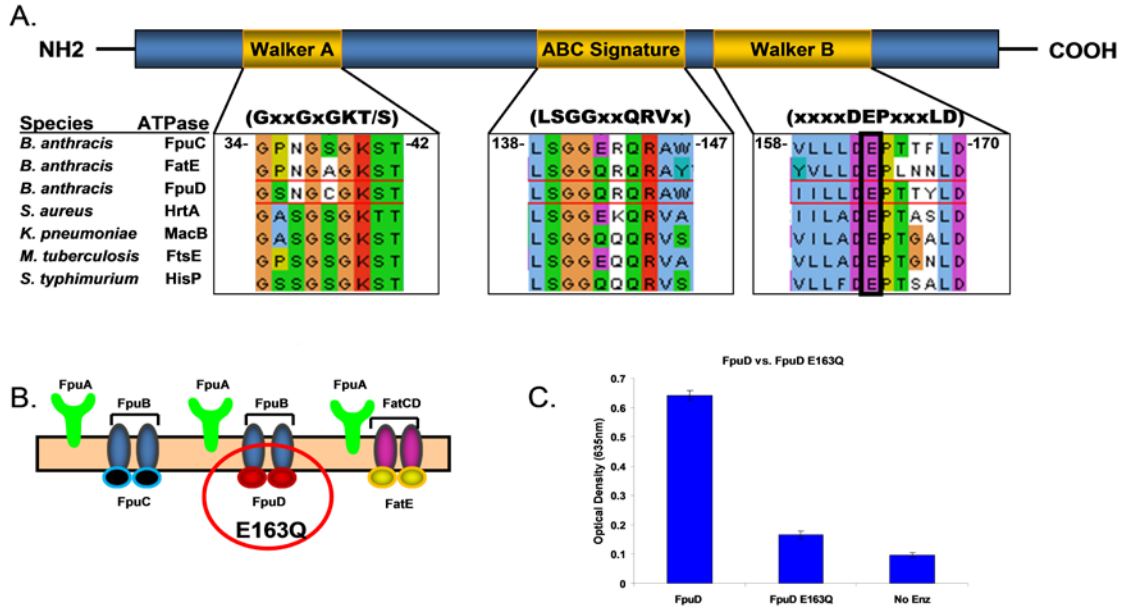 A.
NH2
Walker A
ABC Signature
Walker B
COOH
(GxxGxGKT/S)
(LSGGxxQRVx)
(xxxxDEPxxxLD)
Species ATPase
34- -42
138- -147
158- -170
B. anthracis FpuC GPNGSGKST LSGGERQRAW VLLLDEPTTFLD
B. anthracis FatE GPNGAGKST LSGGQRQRAY YVLLDEPLNNLD
B. anthracis FpuD GSNGCGKST LSGGQRQRAW IILLDEPTTYLD
S. aureus HrtA GASGSGKTT LSGGEKQRVA IILADEPTASLD
K. pneumoniae MacB GASGSGKST LSGGQQQRVS VILADEPTGALD
M. tuberculosis FtsE GPSGSGKST LSGGEQQRVA VLLADEPTGNLD
S. typhimurium HisP GSSGSGKST LSGGQQQRVS VLLFDEPTSALD
B.
FpuA
FpuB
FpuA
FpuB
FpuA
FatCD
FpuC
FpuD
FatE
E163Q
C.
FpuD vs. FpuD E163Q
Optical Density (635nm)
0.7
0.6
0.5
0.4
0.3
0.2
0.1
0
FpuD
FpuD E163Q
No Enz